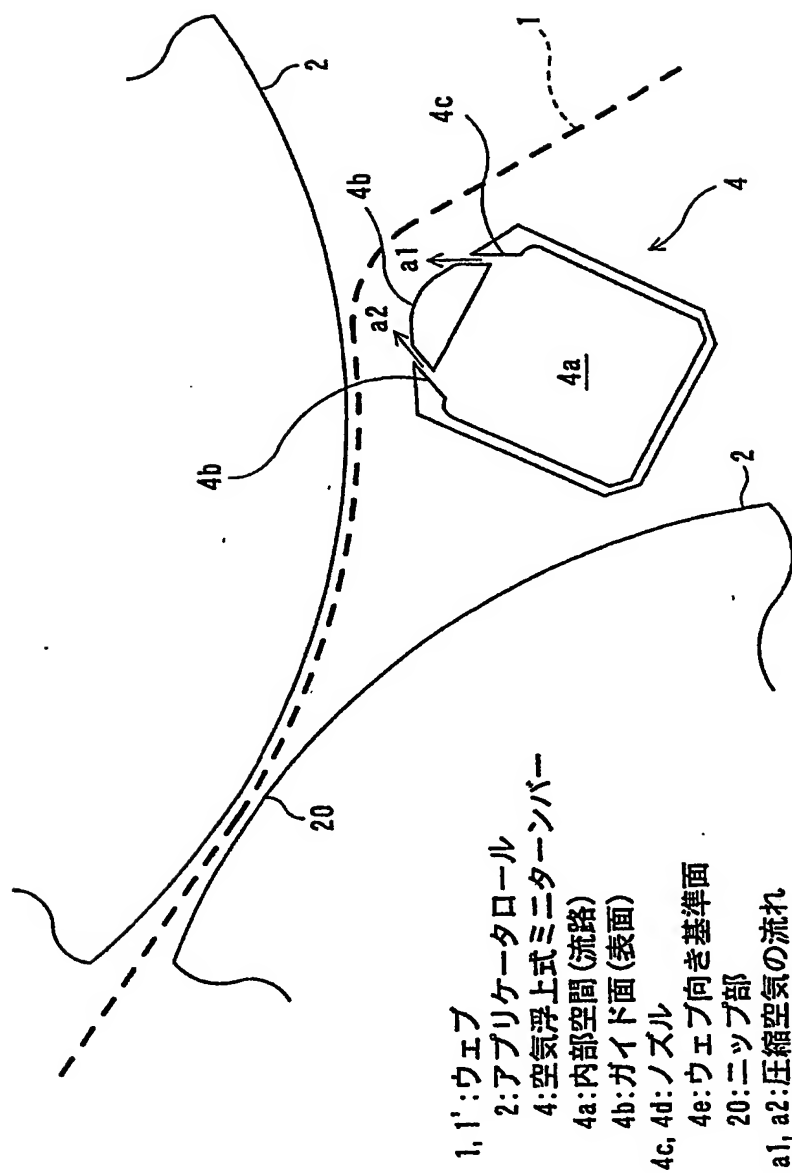 2
1
4c
4b
a1
a2
4
4a
4b
2
20
1, 1':ウェブ
2:アプリケータロール
4:空気浮上式ミニターンバー
4a:内部空間(流路)
4b:ガイド面(表面)
4c, 4d:ノズル
4e:ウェブ向き基準面
20:ニップ部
a1, a2:圧縮空気の流れ